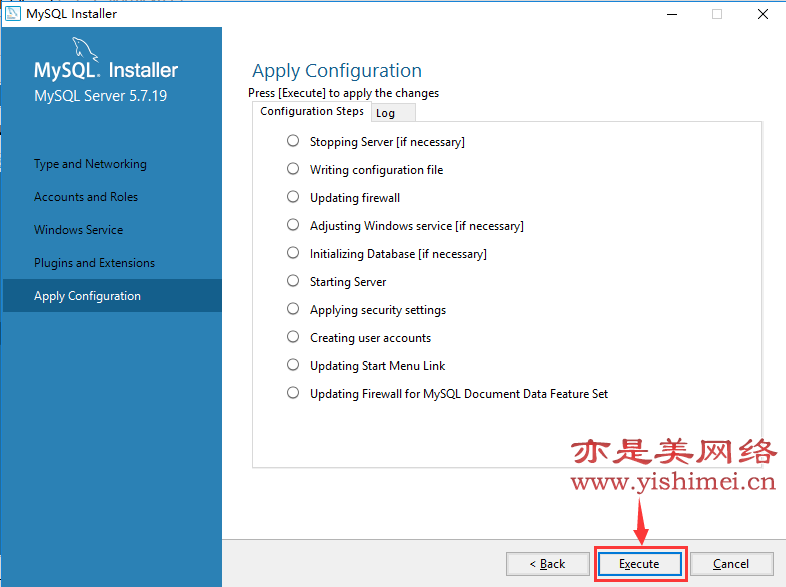 MySQL Installer
MySQL. Installer
MySQL Server 5.7.19
Type and Networking
Accounts and Roles
Windows Service
Plugins and Extensions
Apply Configuration
Apply Configuration
Press [Execute] to apply the changes
Configuration Steps Log
Stopping Server [if necessary]
Writing configuration file
Updating firewall
Adjusting Windows service [if necessary]
Initializing Database [if necessary]
Starting Server
Applying security settings
Creating user accounts
Updating Start Menu Link
Updating Firewall for MySQL Document Data Feature Set
亦是美网络
www.yishimei.cn
< Back Execute Cancel